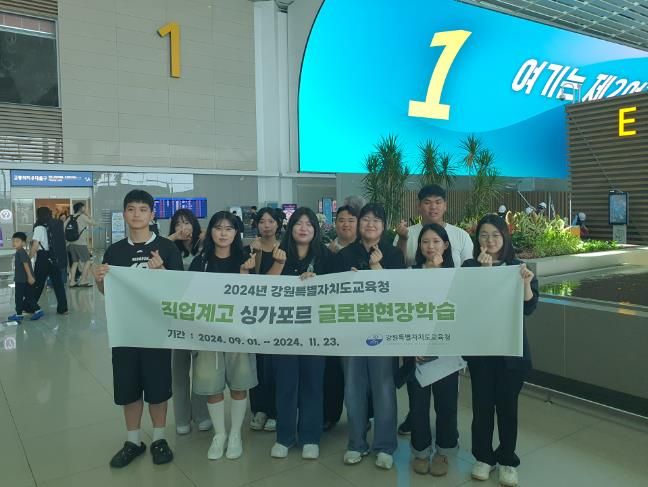 1
1
여기는 제2여
E
2024년 강원특별자치도교육청
직업계고 싱가포르 글로벌현장학습
기간 : 2024. 09. 01. ~ 2024. 11. 23.
강원특별자치도교육청